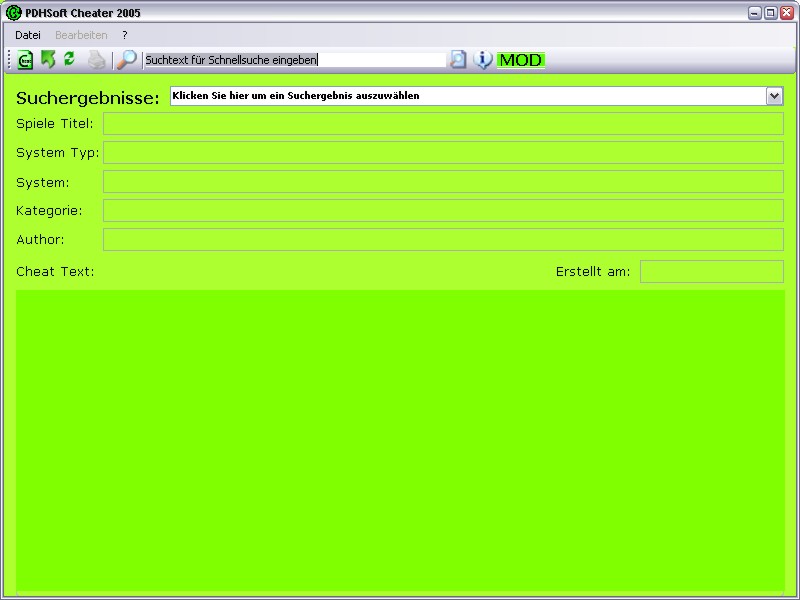 PDHSoft Cheater 2005
Datei Bearbeiten ?
Suchtext für Schnellsuche eingeben MOD
Suchergebnisse: Klicken Sie hier um ein Suchergebnis auszuwählen
Spiele Titel:
System Typ:
System:
Kategorie:
Author:
Cheat Text: Erstellt am: